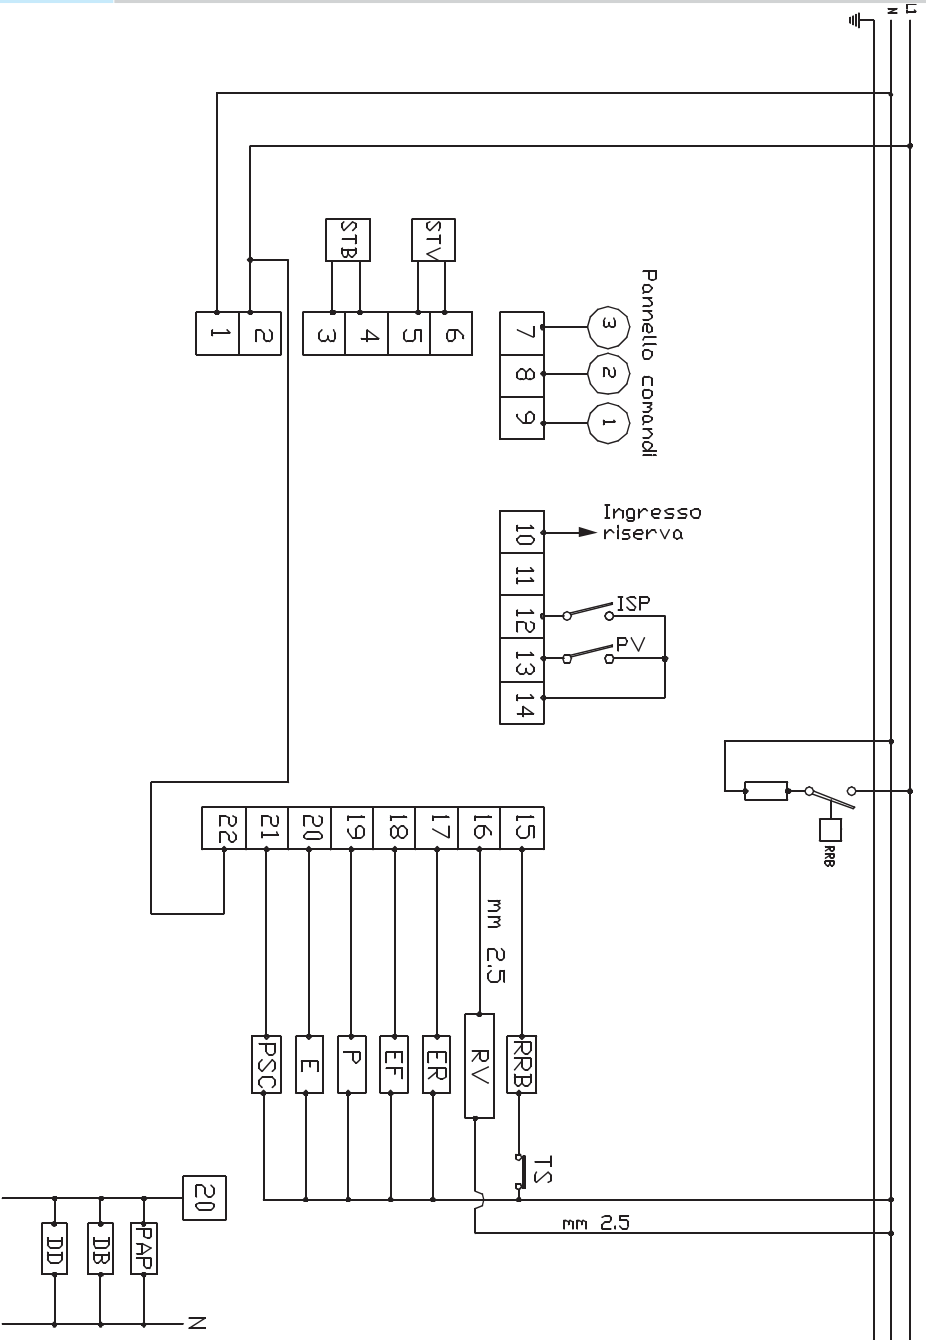 L1
N
STB
STV
1
2
3
4
5
6
7
8
9
3
2
1
Pannello comandi
10
11
12
13
14
Ingresso
riserva
ISP
PV
RRB
22
21
20
19
18
17
16
15
mm 2.5
PSC
E
P
EF
ER
RV
RRB
TS
mm 2.5
20
DD
DB
PAP
N